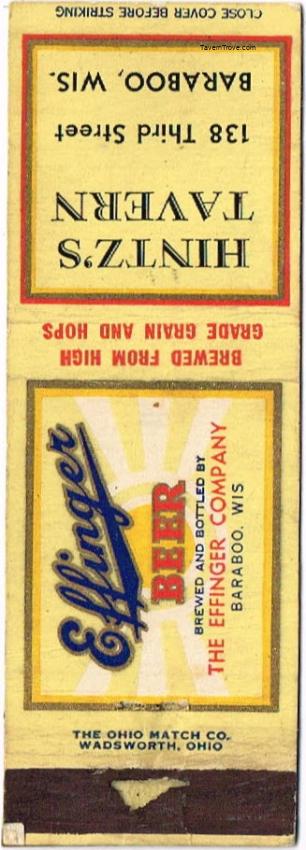 CLOSE COVER BEFORE STRIKING
TavernTrove.com
HINTZ'S
TAVERN
138 Third Street
BARABOO, WIS.
BREWED FROM HIGH
GRADE GRAIN AND HOPS
Effinger
BEER
BREWED AND BOTTLED BY
THE EFFINGER COMPANY
BARABOO, WIS
THE OHIO MATCH CO.
WADSWORTH, OHIO